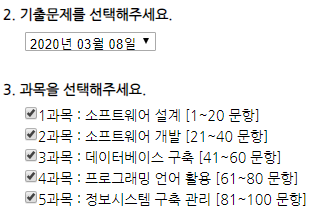 2. 기출문제를 선택해주세요.
2020년 03월 08일
3. 과목을 선택해주세요.
1과목 : 소프트웨어 설계 [1~20 문항]
2과목 : 소프트웨어 개발 [21~40 문항]
3과목 : 데이터베이스 구축 [41~60 문항]
4과목 : 프로그래밍 언어 활용 [61~80 문항]
5과목 : 정보시스템 구축 관리 [81~100 문항]